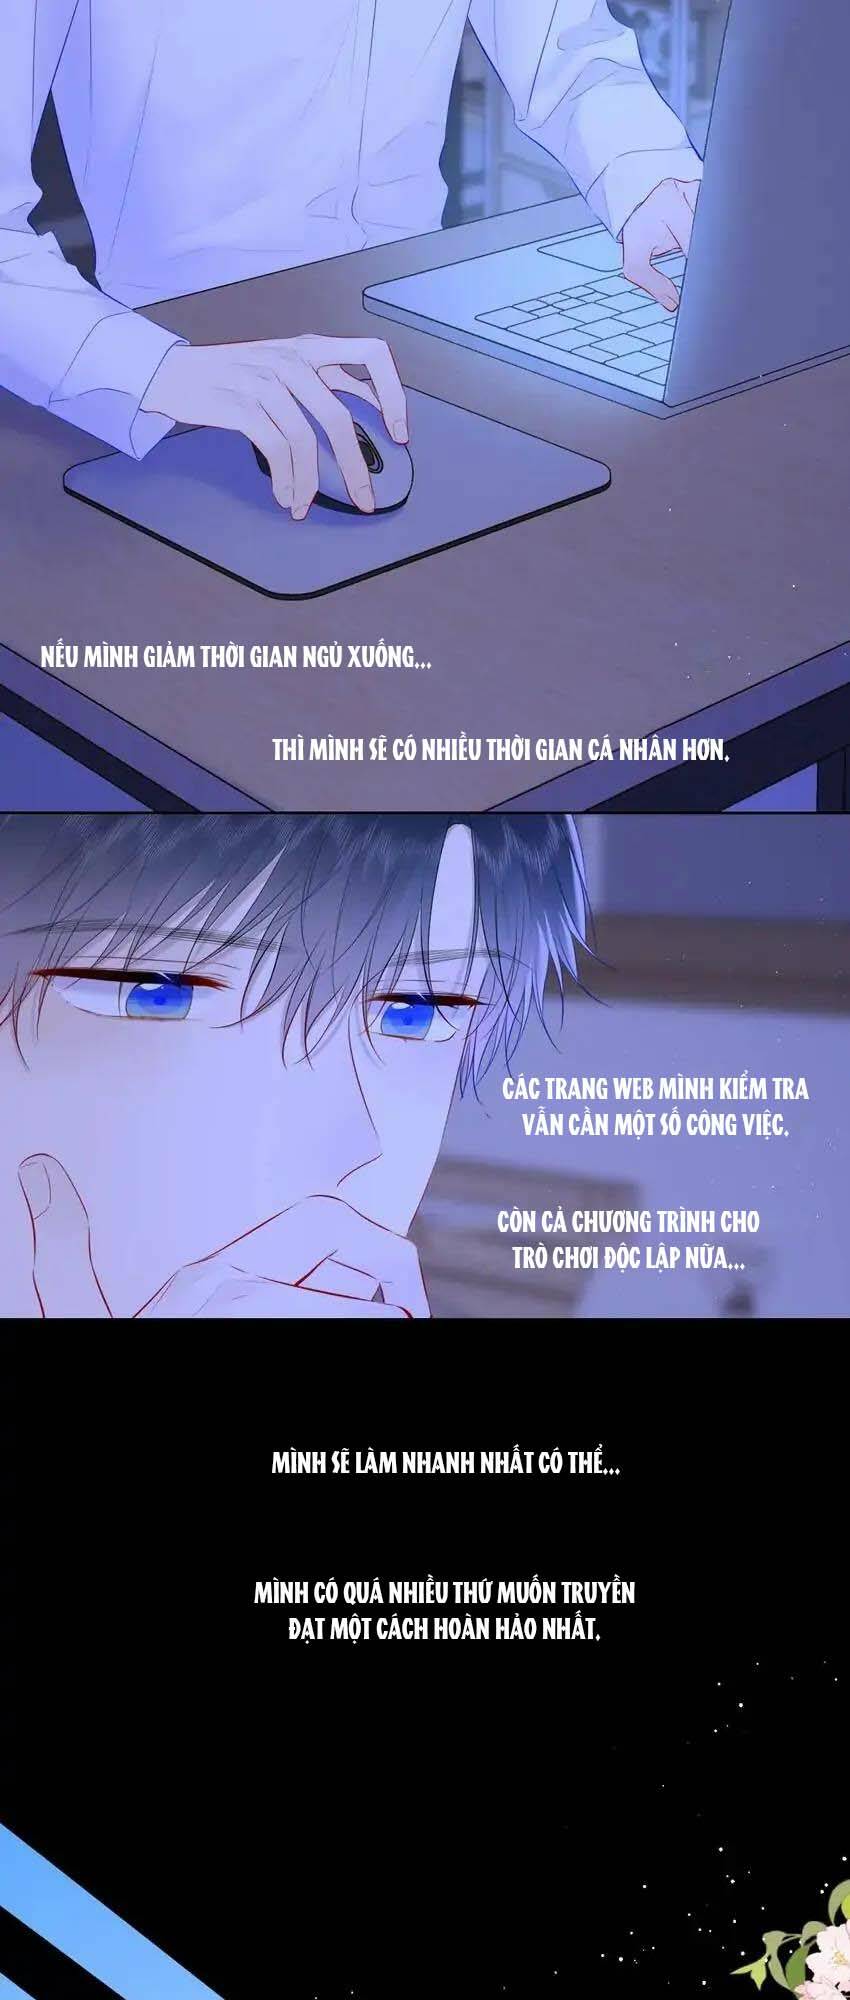 NẾU MÌNH GIẢM THỜI GIAN NGỦ XUỐNG...
THÌ MÌNH SẼ CÓ NHIỀU THỜI GIAN CÁ NHÂN HƠN.
CÁC TRANG WEB MÌNH KIỂM TRA
VẪN CẦN MỘT SỐ CÔNG VIỆC.
CÒN CẢ CHƯƠNG TRÌNH CHO
TRÒ CHƠI ĐỘC LẬP NỮA...
MÌNH SẼ LÀM NHANH NHẤT CÓ THỂ...
MÌNH CÓ QUÁ NHIỀU THỨ MUỐN TRUYỀN
ĐẠT MỘT CÁCH HOÀN HẢO NHẤT.